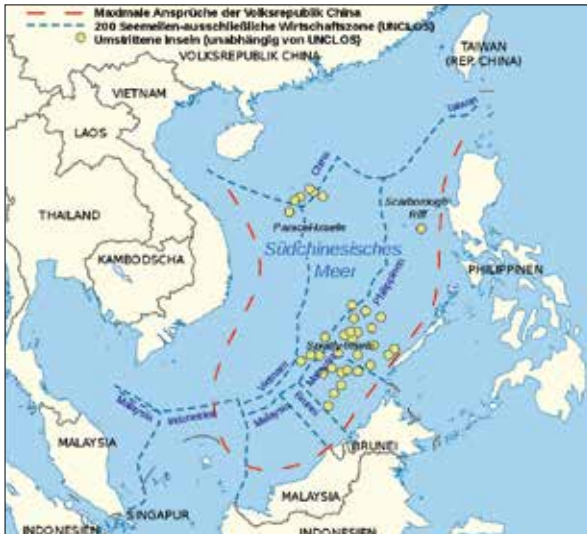 Maximale Ansprüche der Volksrepublik China
200 Seemeilen-ausschließliche Wirtschaftszone (UNCLOS)
Umstrittene Inseln (unabhängig von UNCLOS)
VOLKSREPUBLIK CHINA
TAIWAN
(REP. CHINA)
VIETNAM
Taiwan
LAOS
China
THAILAND
Scarborough
Riff
Südchinesisches
Meer
KAMBODSCHA
Philippinen
PHILIPPINEN
Vietnam
Malaysia
Malaysia
Indonesien
Malaysia
Brunei
MALAYSIA
BRUNEI
MALAYSIA
SINGAPUR
INDONESIEN
INDONESIEN